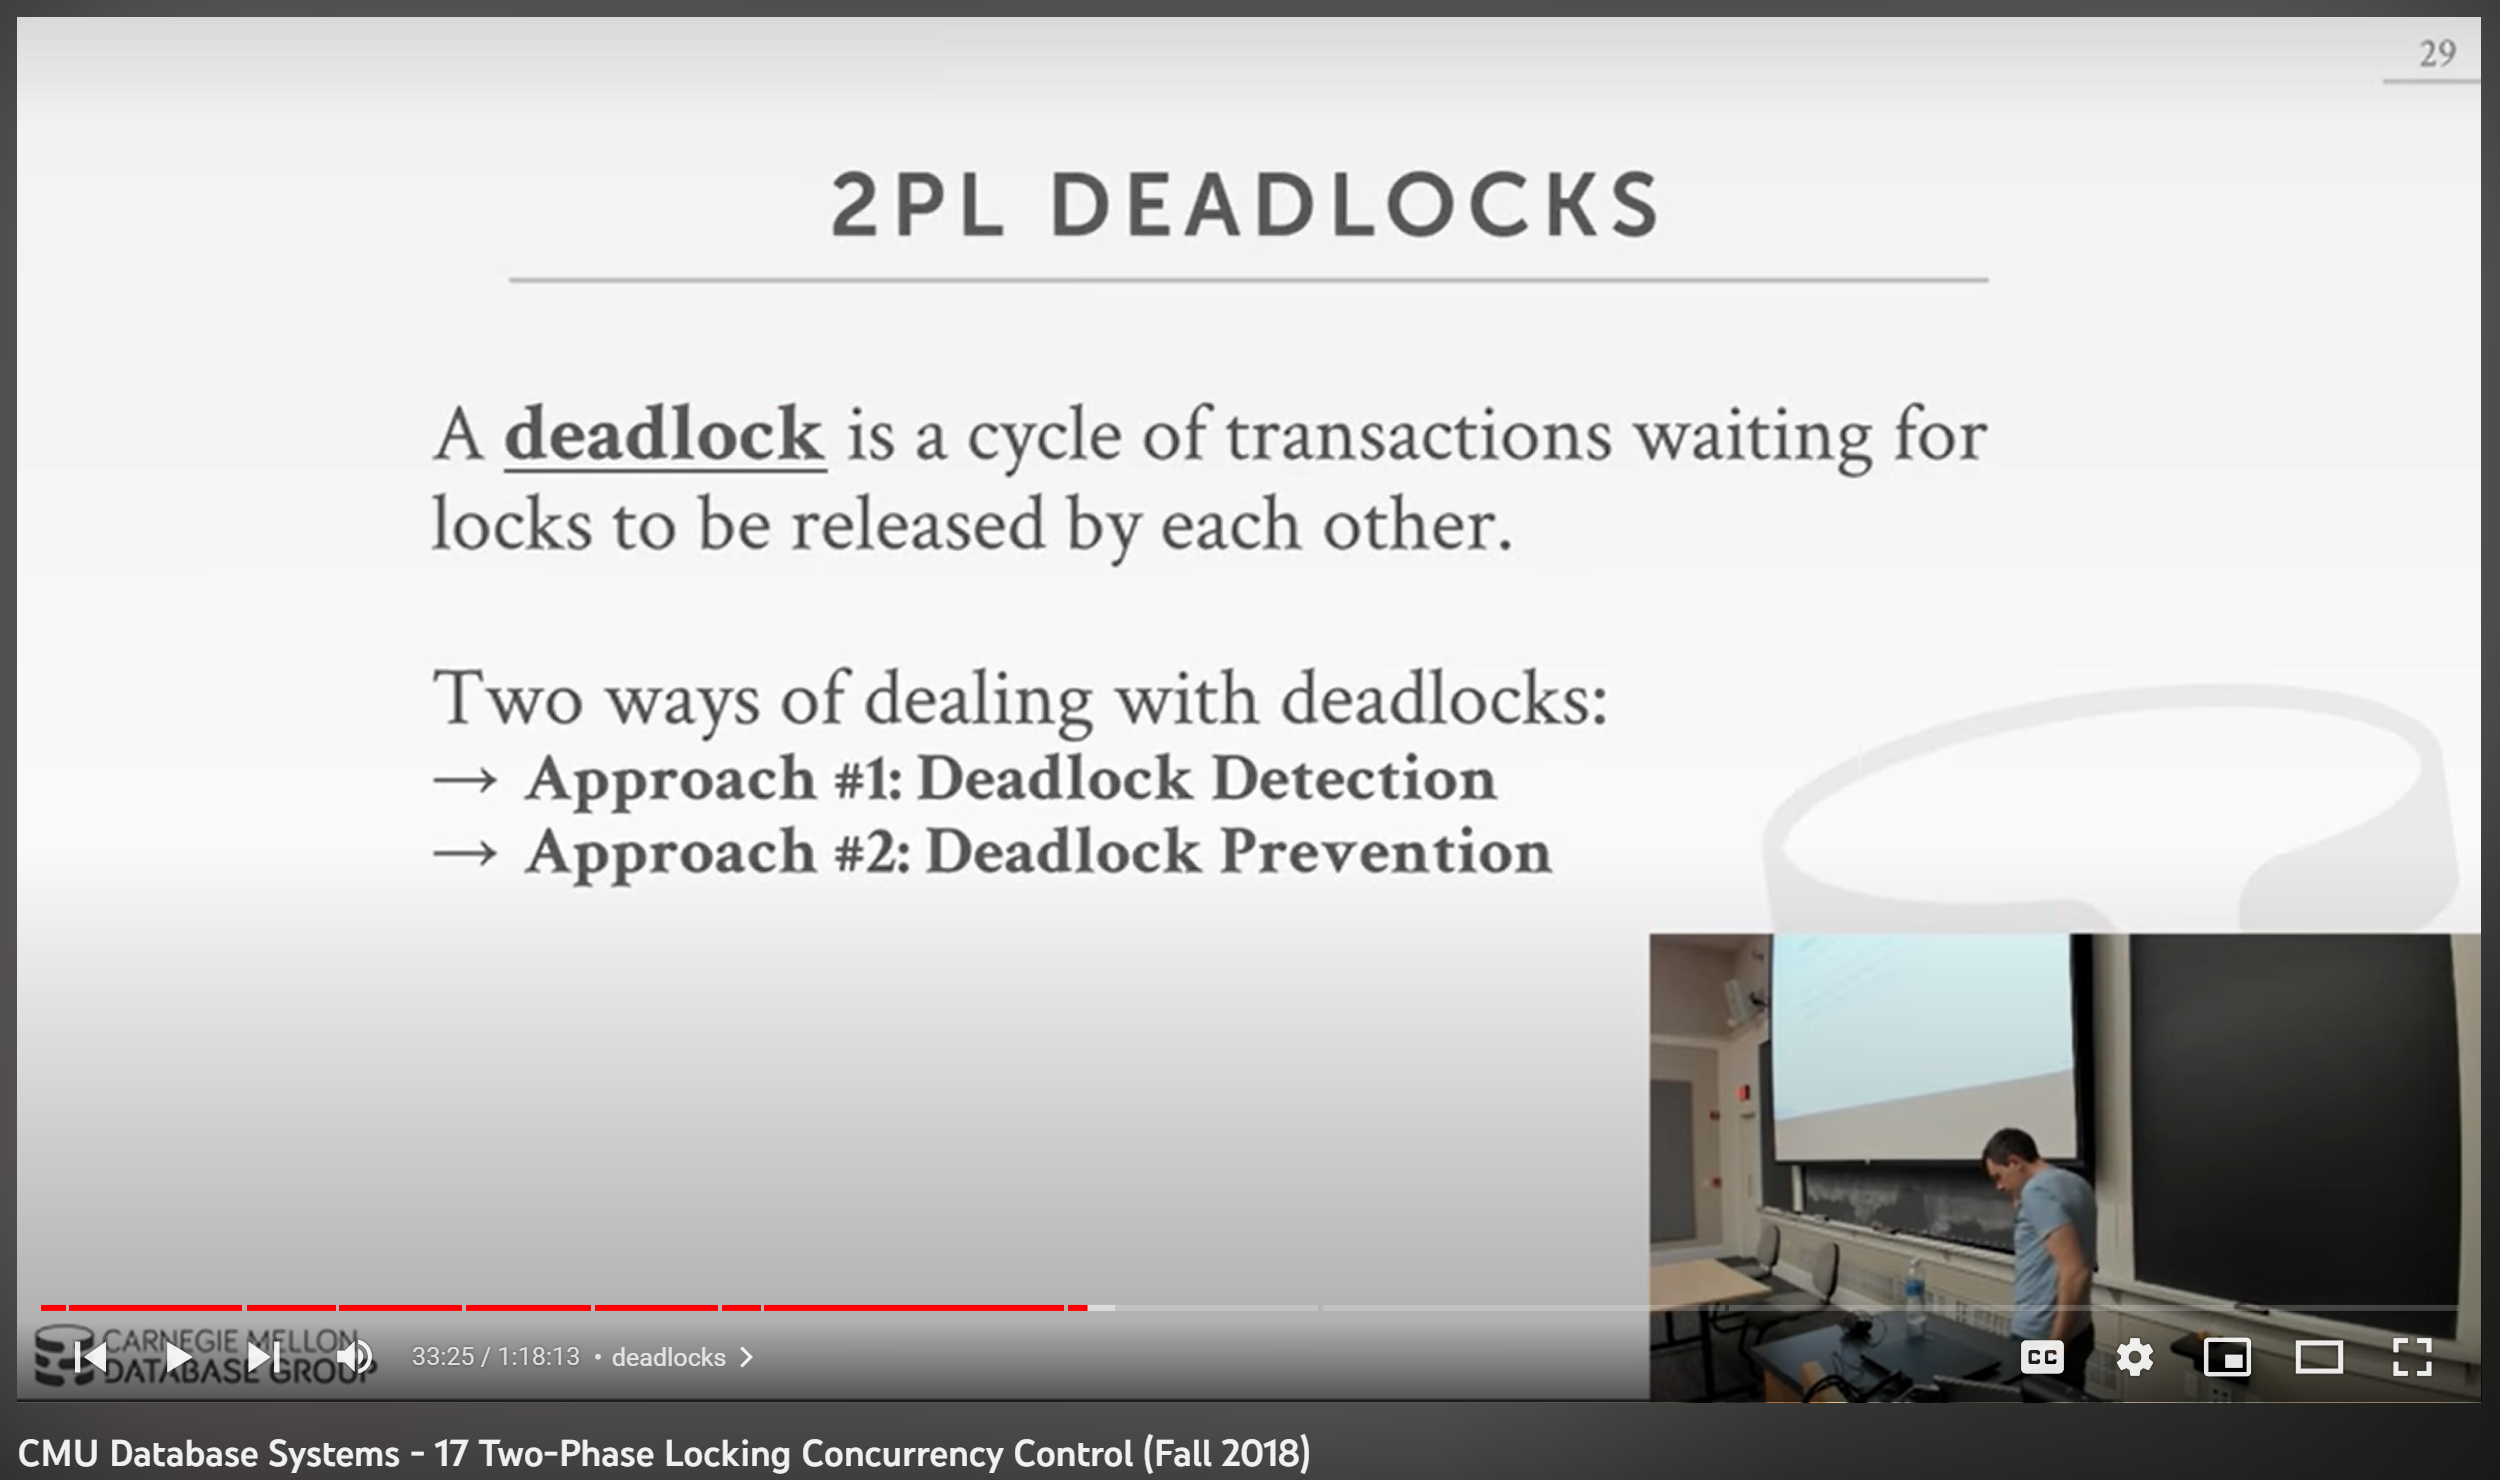 29
2PL DEADLOCKS
A deadlock is a cycle of transactions waiting for
locks to be released by each other.
Two ways of dealing with deadlocks:
→ Approach #1: Deadlock Detection
→ Approach #2: Deadlock Prevention
CARNEGIE MELLON
DATABASE GROUP
33:25 / 1:18:13 • deadlocks
CC
CMU Database Systems - 17 Two-Phase Locking Concurrency Control (Fall 2018)